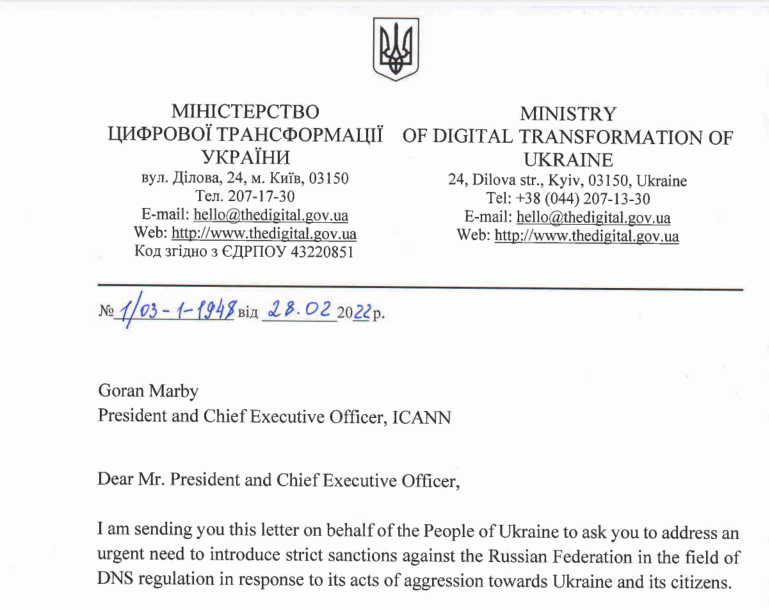 МІНІСТЕРСТВО
ЦИФРОВОЇ ТРАНСФОРМАЦІЇ
УКРАЇНИ
вул. Ділова, 24, м. Київ, 03150
Тел. 207-17-30
E-mail: hello@thedigital.gov.ua
Web: http://www.thedigital.gov.ua
Код згідно з ЄДРПОУ 43220851
MINISTRY
OF DIGITAL TRANSFORMATION OF
UKRAINE
24, Dilova str., Kyiv, 03150, Ukraine
Tel: +38 (044) 207-13-30
E-mail: hello@thedigital.gov.ua
Web: http://www.thedigital.gov.ua
№ 1/03-1-1948 від 28.02 2022 р.
Goran Marby
President and Chief Executive Officer, ICANN
Dear Mr. President and Chief Executive Officer,
I am sending you this letter on behalf of the People of Ukraine to ask you to address an
urgent need to introduce strict sanctions against the Russian Federation in the field of
DNS regulation in response to its acts of aggression towards Ukraine and its citizens.